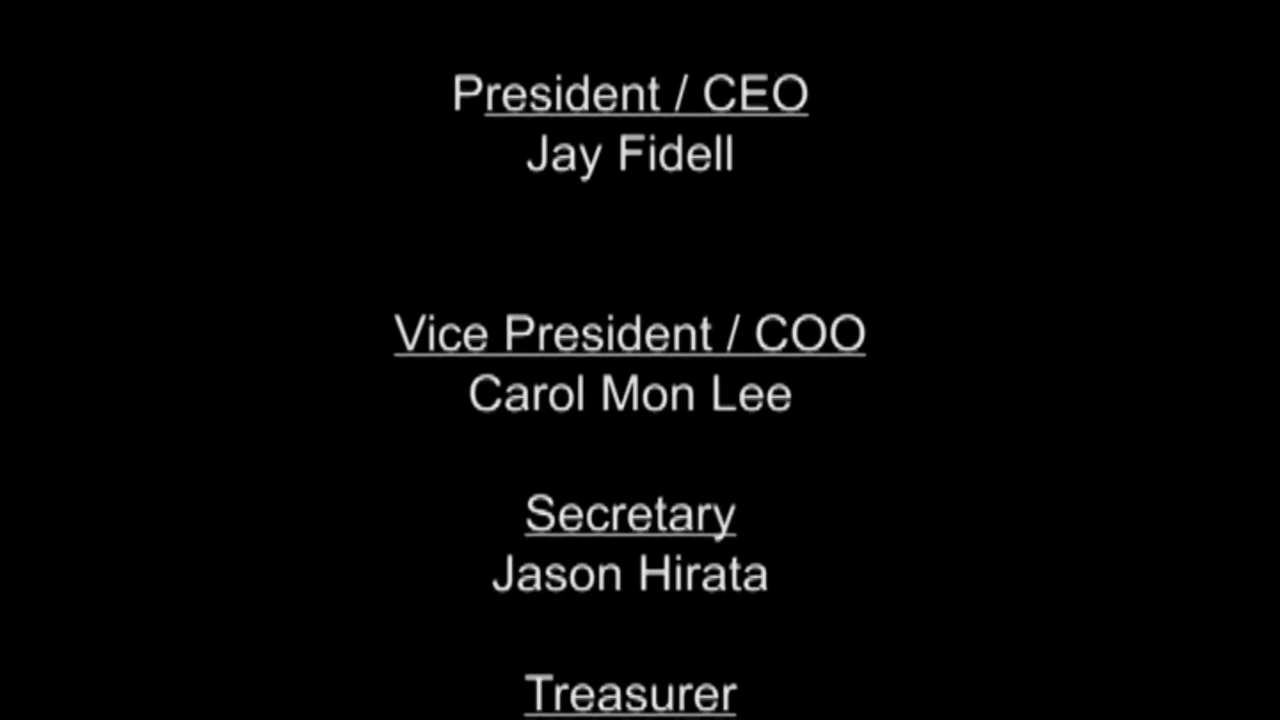 President / CEO
Jay Fidell
Vice President / COO
Carol Mon Lee
Secretary
Jason Hirata
Treasurer